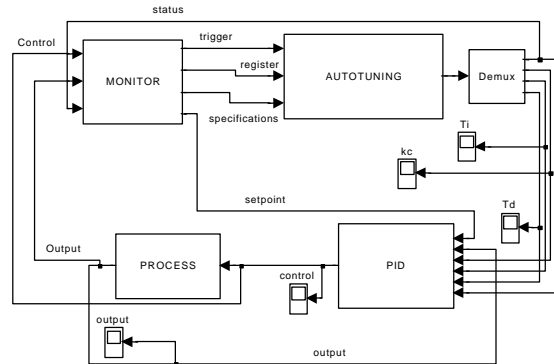 status
Control
trigger
MONITOR
register
AUTOTUNING
Demux
specifications
Ti
kc
setpoint
Td
Output
PROCESS
PID
control
output
output